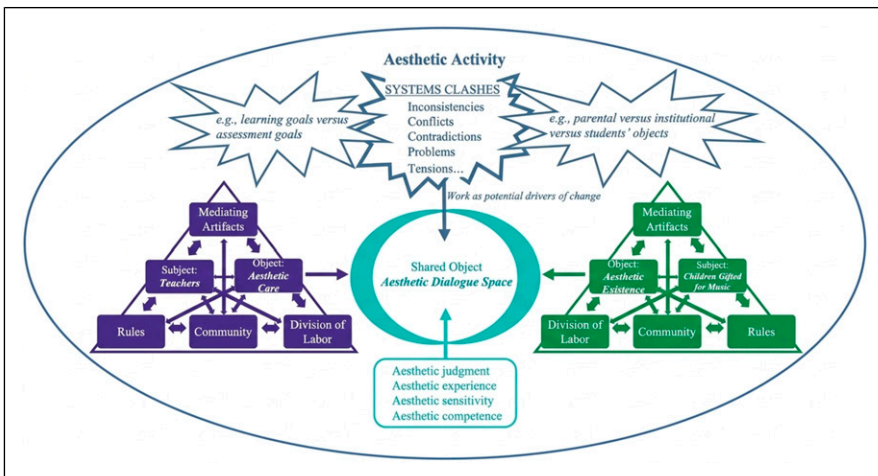 Aesthetic Activity
SYSTEMS CLASHES
Inconsistencies
Conflicts
Contradictions
Problems
Tensions...
e.g., learning goals versus
assessment goals
e.g., parental versus institutional
versus students' objects
Work as potential drivers of change
Mediating
Artifacts
Subject:
Teachers
Object:
Aesthetic
Care
Rules
Community
Division of
Labor
Shared Object
Aesthetic Dialogue Space
Mediating
Artifacts
Object:
Aesthetic
Existence
Subject:
Children Gifted
for Music
Division of
Labor
Community
Rules
Aesthetic judgment
Aesthetic experience
Aesthetic sensitivity
Aesthetic competence